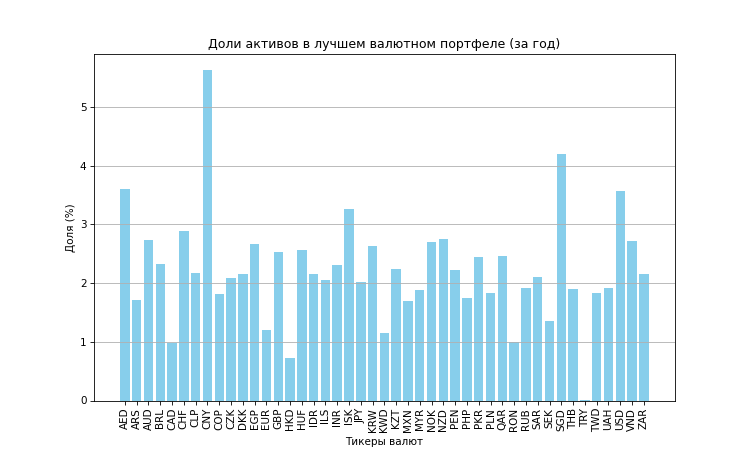 Доли активов в лучшем валютном портфеле (за год)
Доля (%)
5
4
3
2
1
0
AED ARS AUD BRL CAD CHF CLP CNY COP CZK DKK EGP EUR GBP HKD HUF IDR ILS INR ISK JPY KRW KWD KZT MXN MYR NOK NZD PEN PHP PKR PLN QAR RON RUB SAR SEK SGD THB TRY TWD UAH USD VND ZAR
Тикеры валют